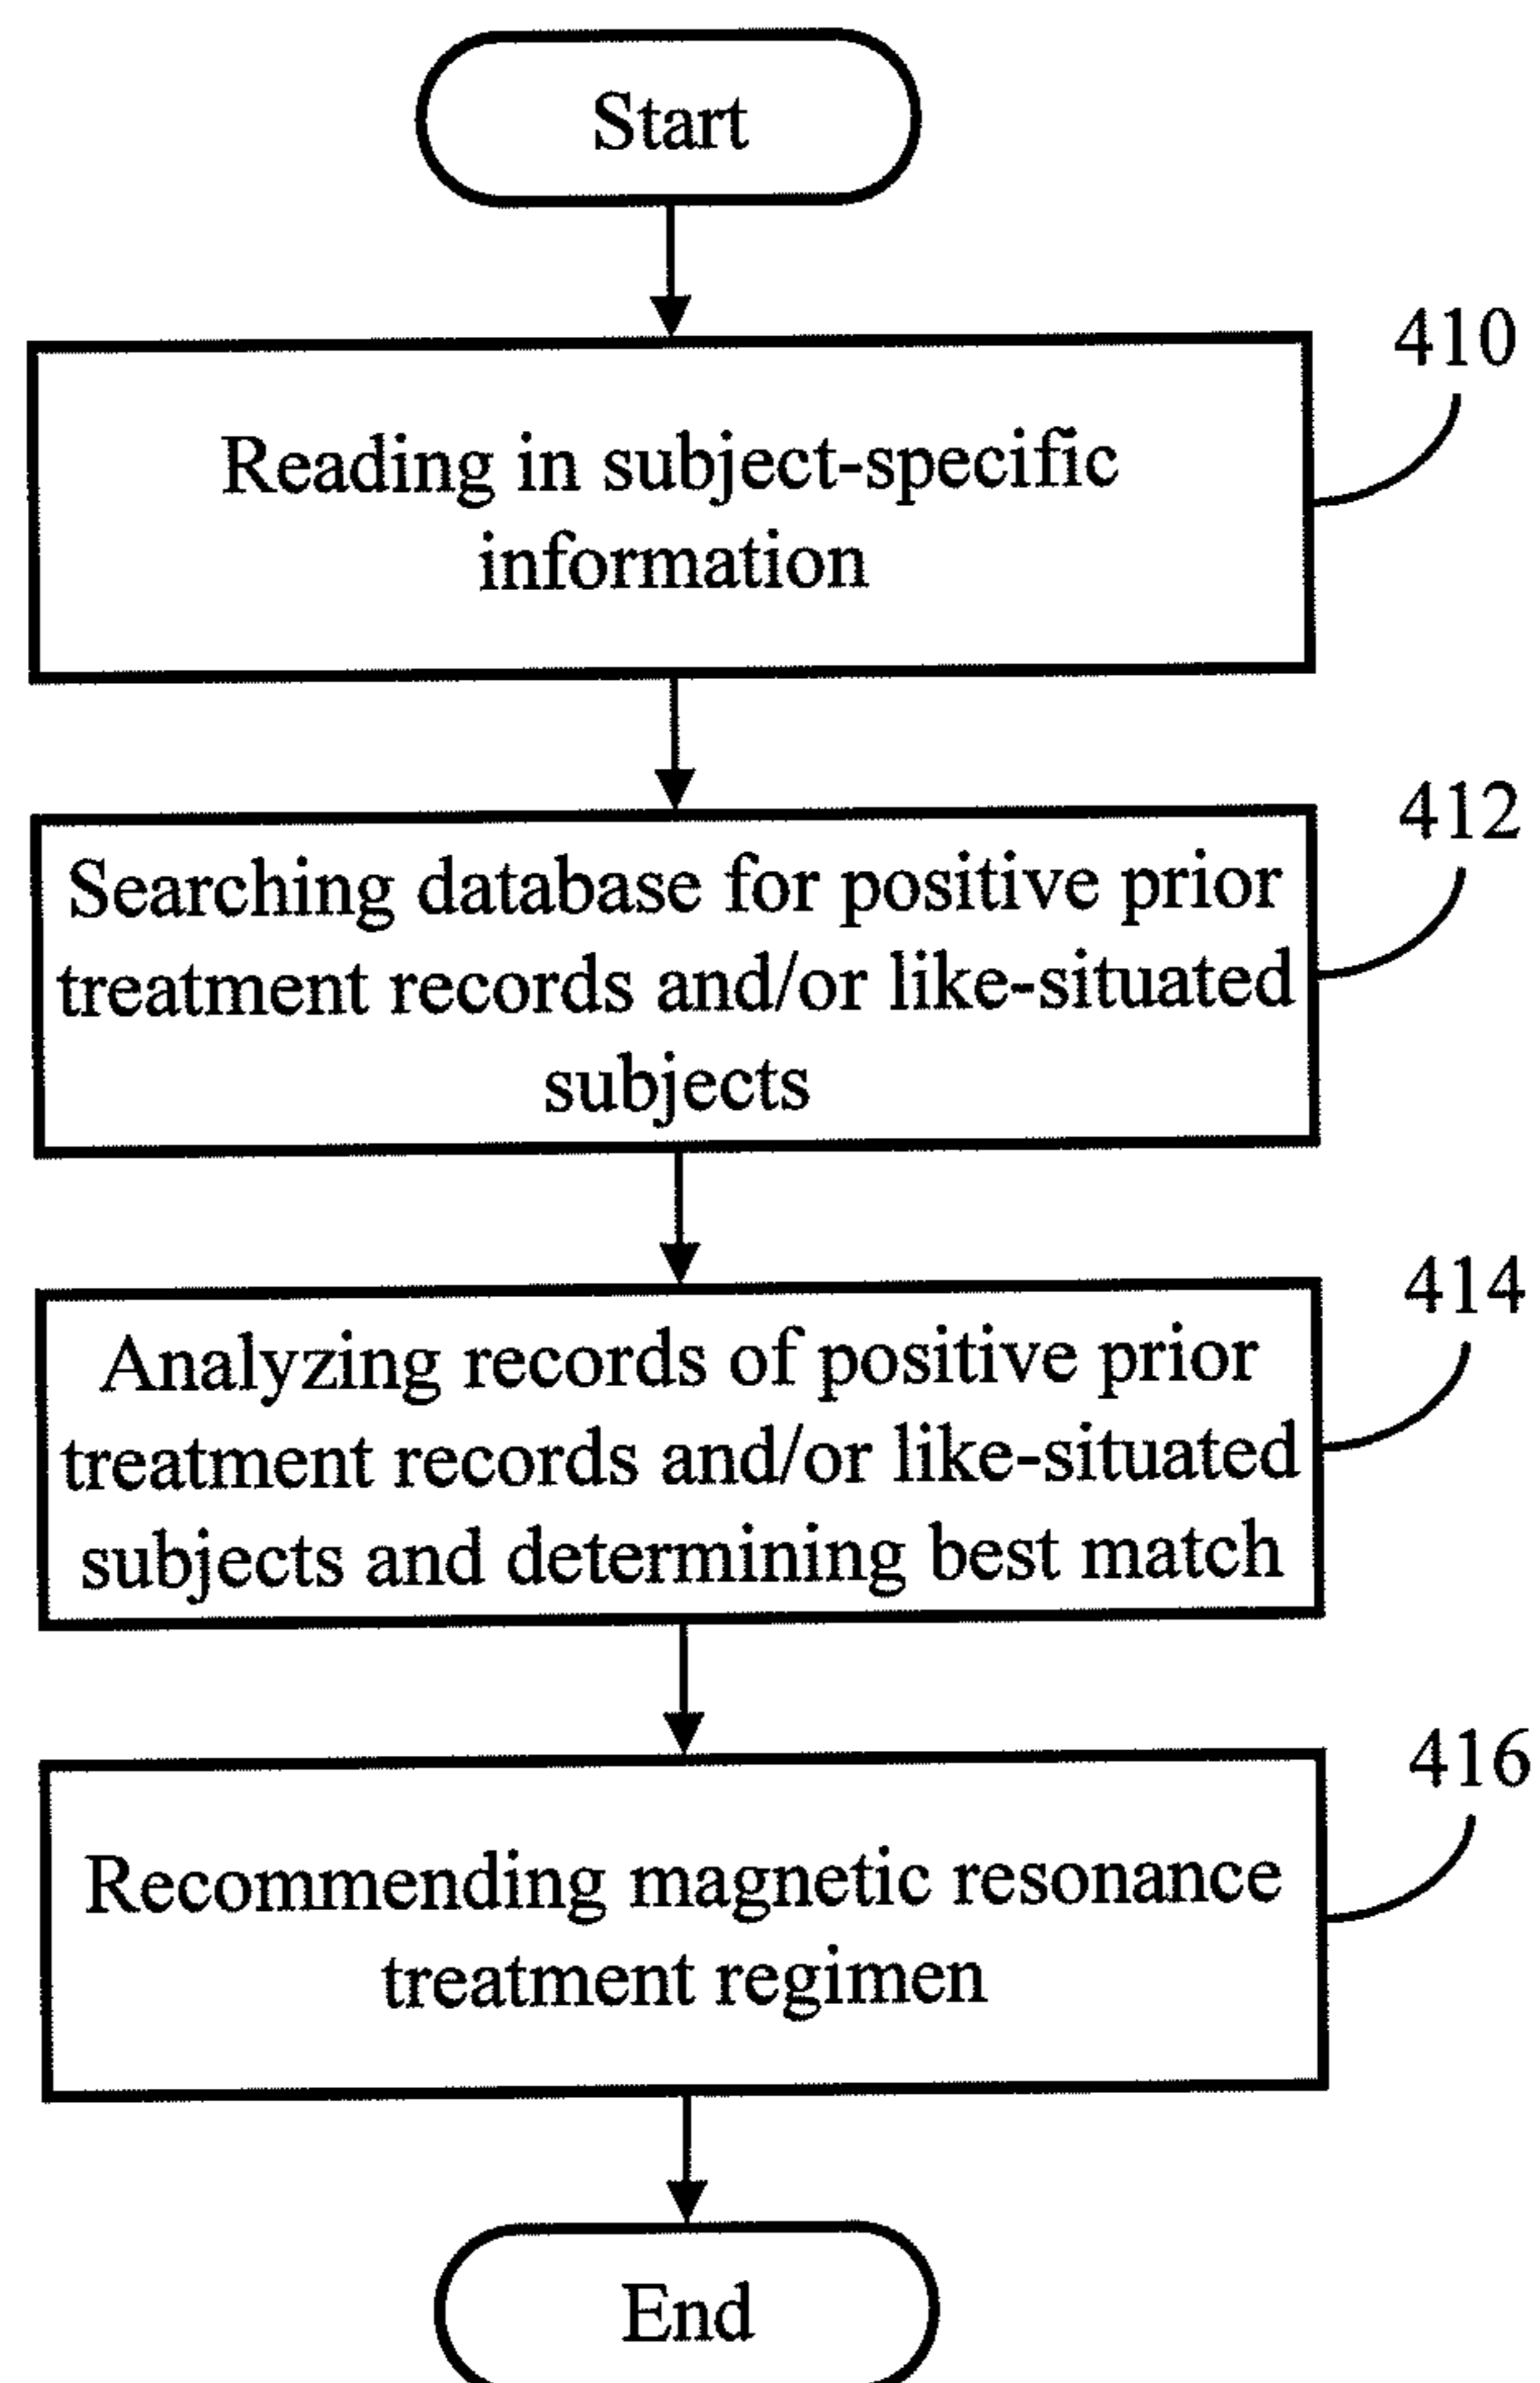 Start
410
Reading in subject-specific
information
412
Searching database for positive prior
treatment records and/or like-situated
subjects
414
Analyzing records of positive prior
treatment records and/or like-situated
subjects and determining best match
416
Recommending magnetic resonance
treatment regimen
End